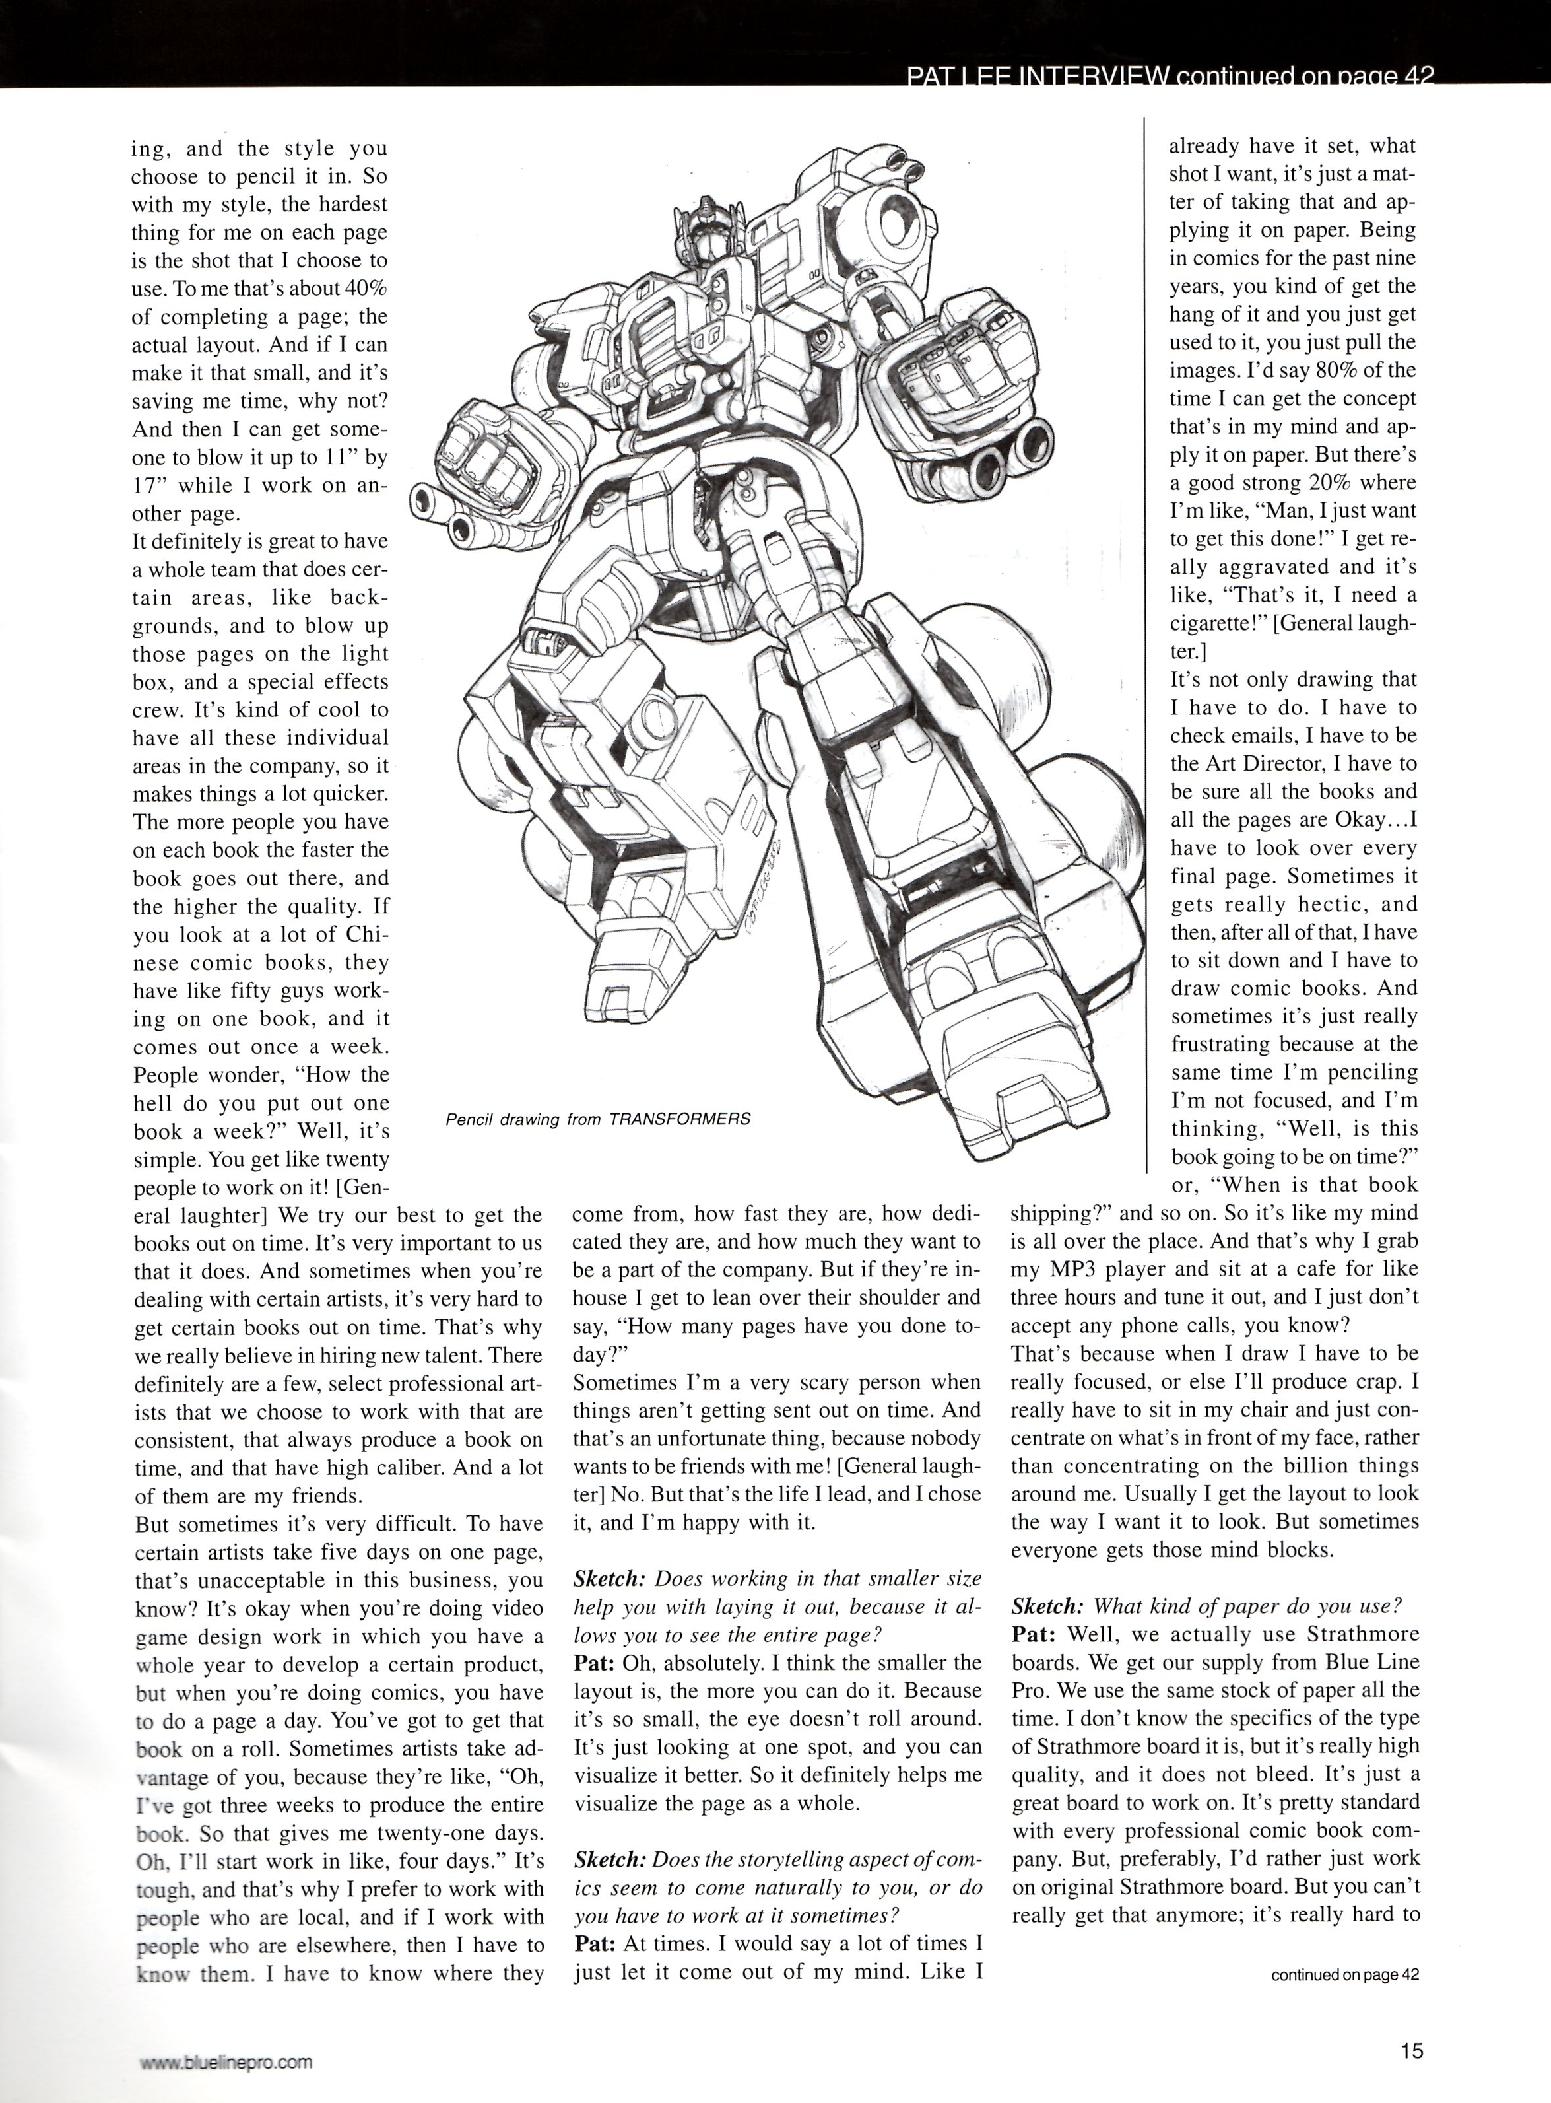 PAT LEE INTERVIEW continued on page 42
ing, and the style you
choose to pencil it in. So
with my style, the hardest
thing for me on each page
is the shot that I choose to
use. To me that's about 40%
of completing a page; the
actual layout. And if I can
make it that small, and it's
saving me time, why not?
And then I can get some-
one to blow it up to 11” by
17” while I work on an-
other page.
It definitely is great to have
a whole team that does cer-
tain areas, like back-
grounds, and to blow up
those pages on the light
box, and a special effects
crew. It's kind of cool to
have all these individual
areas in the company, so it
makes things a lot quicker.
The more people you have
on each book the faster the
book goes out there, and
the higher the quality. If
you look at a lot of Chi-
nese comic books, they
have like fifty guys work-
ing on one book, and it
comes out once a week.
People wonder, “How the
hell do you put out one
book a week?” Well, it's
simple. You get like twenty
people to work on it! [Gen-
eral laughter] We try our best to get the
books out on time. It's very important to us
that it does. And sometimes when you're
dealing with certain artists, it's very hard to
get certain books out on time. That's why
we really believe in hiring new talent. There
definitely are a few, select professional art-
ists that we choose to work with that are
consistent, that always produce a book on
time, and that have high caliber. And a lot
of them are my friends.
But sometimes it's very difficult. To have
certain artists take five days on one page,
that's unacceptable in this business, you
know? It's okay when you're doing video
game design work in which you have a
whole year to develop a certain product,
but when you're doing comics, you have
to do a page a day. You've got to get that
book on a roll. Sometimes artists take ad-
vantage of you, because they're like, “Oh,
I've got three weeks to produce the entire
book. So that gives me twenty-one days.
Oh, I'll start work in like, four days.” It's
tough, and that's why I prefer to work with
people who are local, and if I work with
people who are elsewhere, then I have to
know them. I have to know where they
Pencil drawing from TRANSFORMERS
come from, how fast they are, how dedi-
cated they are, and how much they want to
be a part of the company. But if they're in-
house I get to lean over their shoulder and
say, “How many pages have you done to-
day?”
Sometimes I'm a very scary person when
things aren't getting sent out on time. And
that's an unfortunate thing, because nobody
wants to be friends with me! [General laugh-
ter] No. But that's the life I lead, and I chose
it, and I'm happy with it.
Sketch: Does working in that smaller size
help you with laying it out, because it al-
lows you to see the entire page?
Pat: Oh, absolutely. I think the smaller the
layout is, the more you can do it. Because
it's so small, the eye doesn't roll around.
It's just looking at one spot, and you can
visualize it better. So it definitely helps me
visualize the page as a whole.
Sketch: Does the storytelling aspect of com-
ics seem to come naturally to you, or do
you have to work at it sometimes?
Pat: At times. I would say a lot of times I
just let it come out of my mind. Like I
already have it set, what
shot I want, it's just a mat-
ter of taking that and ap-
plying it on paper. Being
in comics for the past nine
years, you kind of get the
hang of it and you just get
used to it, you just pull the
images. I'd say 80% of the
time I can get the concept
that's in my mind and ap-
ply it on paper. But there's
a good strong 20% where
I'm like, “Man, I just want
to get this done!” I get re-
ally aggravated and it's
like, “That's it, I need a
cigarette!” [General laugh-
ter.]
It's not only drawing that
I have to do. I have to
check emails, I have to be
the Art Director, I have to
be sure all the books and
all the pages are Okay...I
have to look over every
final page. Sometimes it
gets really hectic, and
then, after all of that, I have
to sit down and I have to
draw comic books. And
sometimes it's just really
frustrating because at the
same time I'm penciling
I'm not focused, and I'm
thinking, “Well, is this
book going to be on time?”
or, “When is that book
shipping?” and so on. So it's like my mind
is all over the place. And that's why I grab
my MP3 player and sit at a cafe for like
three hours and tune it out, and I just don't
accept any phone calls, you know?
That's because when I draw I have to be
really focused, or else I'll produce crap. I
really have to sit in my chair and just con-
centrate on what's in front of my face, rather
than concentrating on the billion things
around me. Usually I get the layout to look
the way I want it to look. But sometimes
everyone gets those mind blocks.
Sketch: What kind of paper do you use?
Pat: Well, we actually use Strathmore
boards. We get our supply from Blue Line
Pro. We use the same stock of paper all the
time. I don't know the specifics of the type
of Strathmore board it is, but it's really high
quality, and it does not bleed. It's just a
great board to work on. It's pretty standard
with every professional comic book com-
pany. But, preferably, I'd rather just work
on original Strathmore board. But you can't
really get that anymore; it's really hard to
continued on page 42
www.bluelinepro.com
15